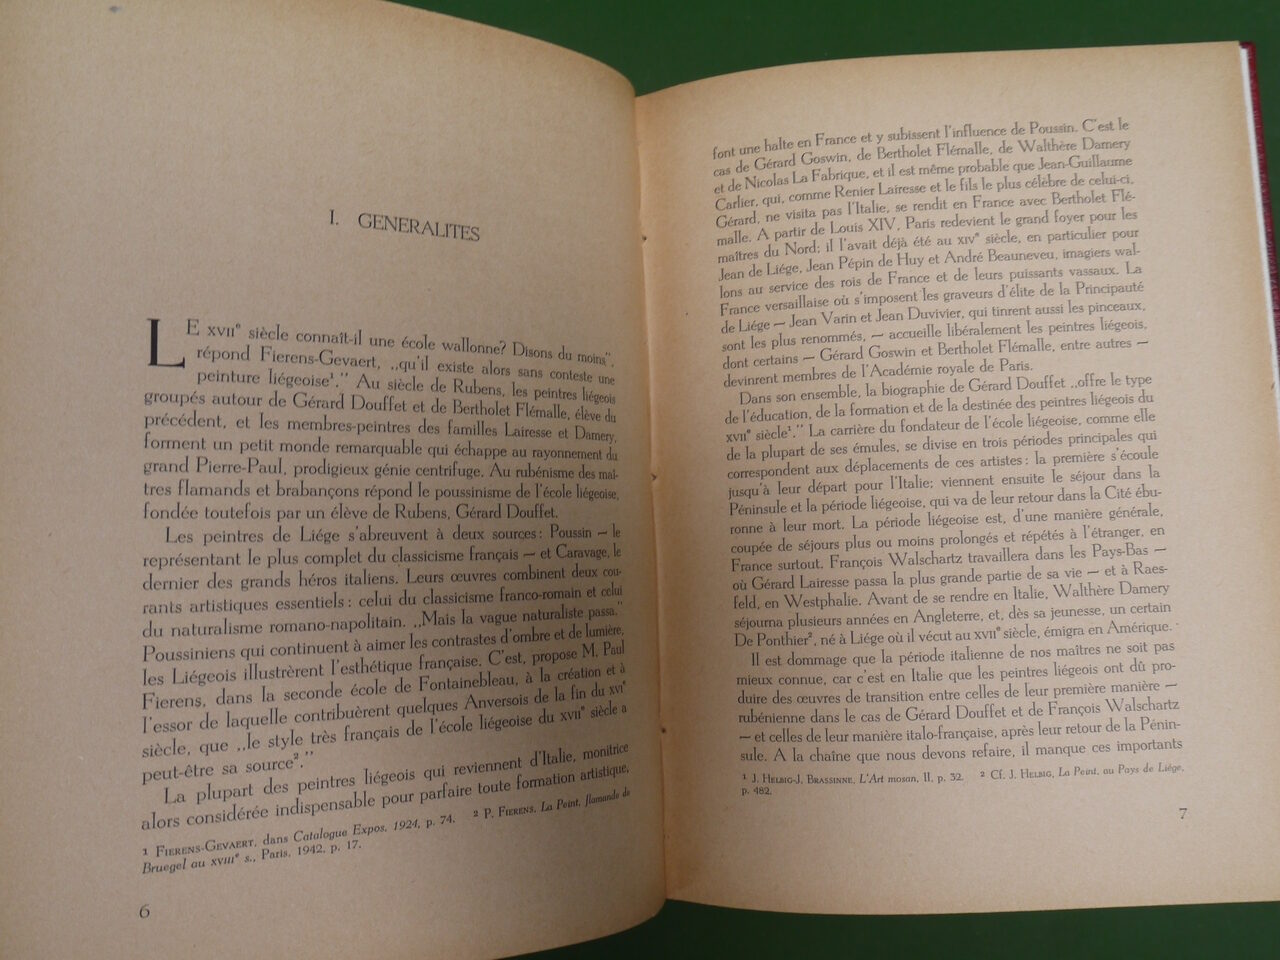 I. GENERALITES
LE XVIIe siècle connaît-il une école wallonne? Disons du moins",
répond Fierens-Gevaert, „qu'il existe alors sans conteste une
peinture liégeoise¹." Au siècle de Rubens, les peintres liégeois
groupés autour de Gérard Douffet et de Bertholet Flémalle, élève du
précédent, et les membres-peintres des familles Lairesse et Damery,
forment un petit monde remarquable qui échappe au rayonnement du
grand Pierre-Paul, prodigieux génie centrifuge. Au rubénisme des maî-
tres flamands et brabançons répond le poussinisme de l'école liégeoise,
fondée toutefois par un élève de Rubens, Gérard Douffet.
Les peintres de Liége s'abreuvent à deux sources: Poussin — le
représentant le plus complet du classicisme français — et Caravage, le
dernier des grands héros italiens. Leurs œuvres combinent deux cou-
rants artistiques essentiels: celui du classicisme franco-romain et celui
du naturalisme romano-napolitain. „Mais la vague naturaliste passa."
Poussiniens qui continuent à aimer les contrastes d'ombre et de lumière,
les Liégeois illustrèrent l'esthétique française. C'est, propose M. Paul
Fierens, dans la seconde école de Fontainebleau, à la création et à
l'essor de laquelle contribuèrent quelques Anversois de la fin du XVIe
siècle, que „le style très français de l'école liégeoise du XVIIe siècle a
peut-être sa source²."
La plupart des peintres liégeois qui reviennent d'Italie, monitrice
alors considérée indispensable pour parfaire toute formation artistique,
¹ FIERENS-GEVAERT, dans Catalogue Expos. 1924, p. 74. ² P. FIERENS, La Peint. flamande de
Bruegel au XVIIIe s., Paris, 1942, p. 17.
6
font une halte en France et y subissent l'influence de Poussin. C'est le
cas de Gérard Goswin, de Bertholet Flémalle, de Walthère Damery
et de Nicolas La Fabrique, et il est même probable que Jean-Guillaume
Carlier, qui, comme Renier Lairesse et le fils le plus célèbre de celui-ci,
Gérard, ne visita pas l'Italie, se rendit en France avec Bertholet Flé-
malle. A partir de Louis XIV, Paris redevient le grand foyer pour les
maîtres du Nord; il l'avait déjà été au XIVe siècle, en particulier pour
Jean de Liége, Jean Pépin de Huy et André Beauneveu, imagiers wal-
lons au service des rois de France et de leurs puissants vassaux. La
France versaillaise où s'imposent les graveurs d'élite de la Principauté
de Liége — Jean Varin et Jean Duvivier, qui tinrent aussi les pinceaux,
sont les plus renommés, — accueille libéralement les peintres liégeois,
dont certains — Gérard Goswin et Bertholet Flémalle, entre autres —
devinrent membres de l'Académie royale de Paris.
Dans son ensemble, la biographie de Gérard Douffet „offre le type
de l'éducation, de la formation et de la destinée des peintres liégeois du
XVIIe siècle¹." La carrière du fondateur de l'école liégeoise, comme elle
de la plupart de ses émules, se divise en trois périodes principales qui
correspondent aux déplacements de ces artistes: la première s'écoule
jusqu'à leur départ pour l'Italie; viennent ensuite le séjour dans la
Péninsule et la période liégeoise, qui va de leur retour dans la Cité ébu-
ronne à leur mort. La période liégeoise est, d'une manière générale,
coupée de séjours plus ou moins prolongés et répétés à l'étranger, en
France surtout. François Walschartz travaillera dans les Pays-Bas —
où Gérard Lairesse passa la plus grande partie de sa vie — et à Raes-
feld, en Westphalie. Avant de se rendre en Italie, Walthère Damery
séjourna plusieurs années en Angleterre, et, dès sa jeunesse, un certain
De Ponthier², né à Liége où il vécut au XVIIe siècle, émigra en Amérique.
Il est dommage que la période italienne de nos maîtres ne soit pas
mieux connue, car c'est en Italie que les peintres liégeois ont dû pro-
duire des œuvres de transition entre celles de leur première manière —
rubénienne dans le cas de Gérard Douffet et de François Walschartz
— et celles de leur manière italo-française, après leur retour de la Pénin-
sule. A la chaîne que nous devons refaire, il manque ces importants
¹ J. HELBIG-J. BRASSINNE, L'Art mosan, II, p. 32. ² Cf. J. HELBIG, La Peint. au Pays de Liége,
p. 482.
7